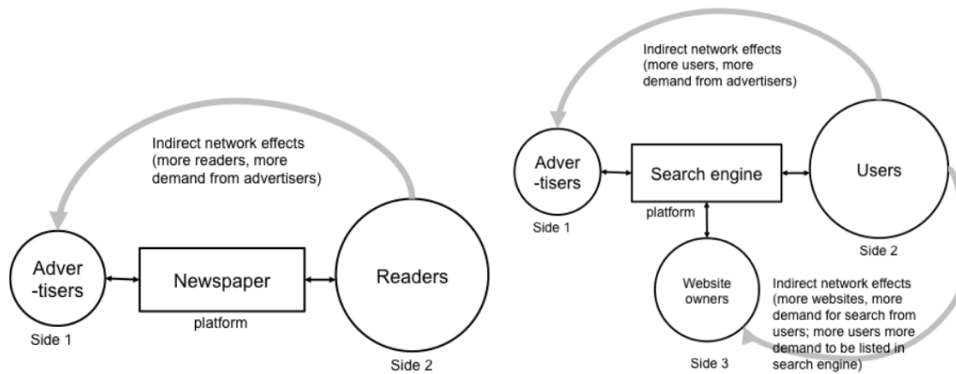 Indirect network effects
(more readers, more
demand from advertisers)
Adver
-tisers
Newspaper
Readers
platform
Side 1
Side 2
Indirect network effects
(more users, more
demand from advertisers)
Adver
-tisers
Search engine
Users
platform
Side 1
Side 2
Website
owners
Indirect network effects
(more websites, more
demand for search from
users; more users more
demand to be listed in
search engine)
Side 3